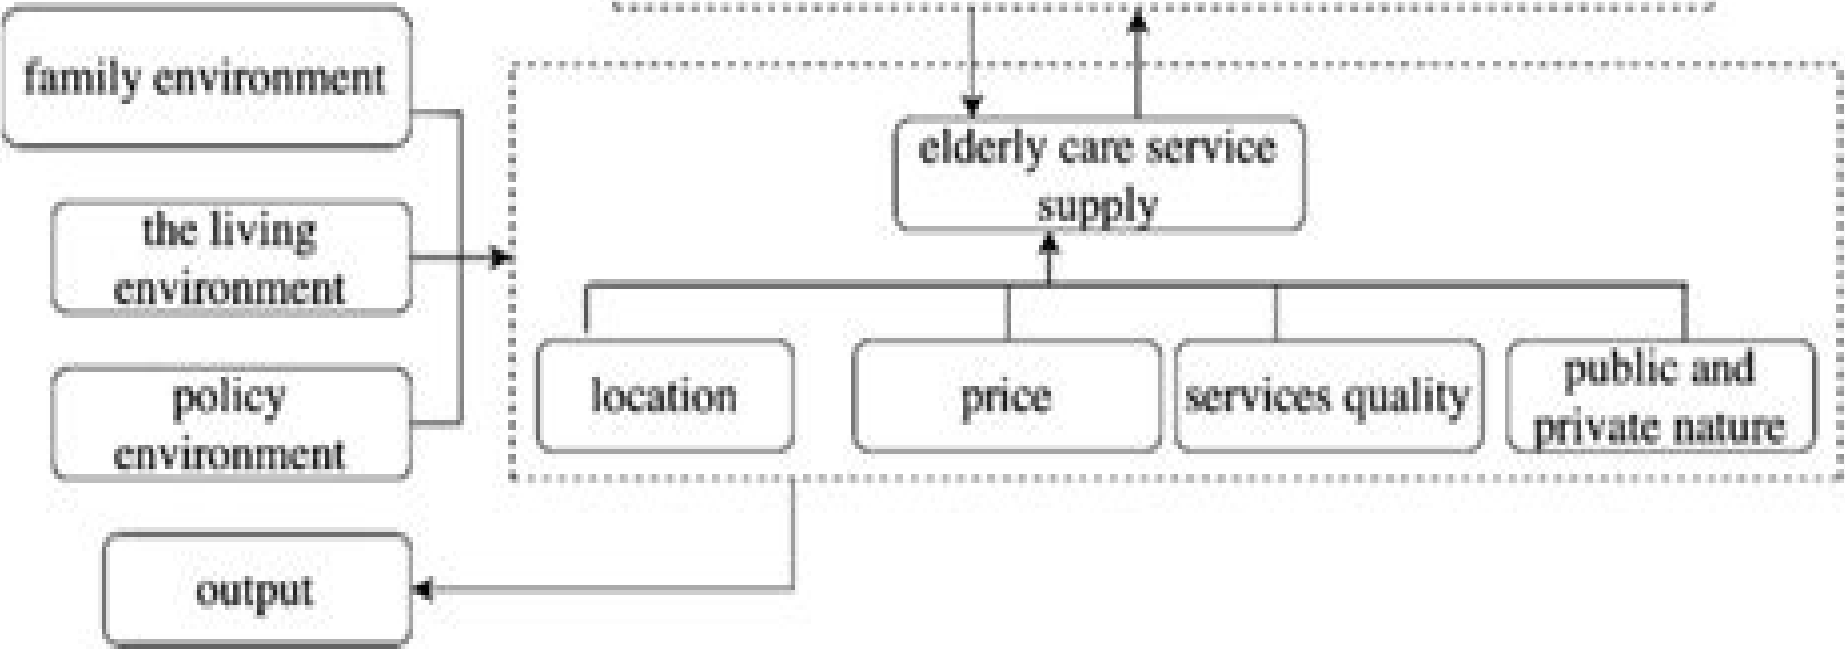 family environment
elderly care service
supply
the living
environment
location
price
services quality
public and
private nature
policy
environment
output